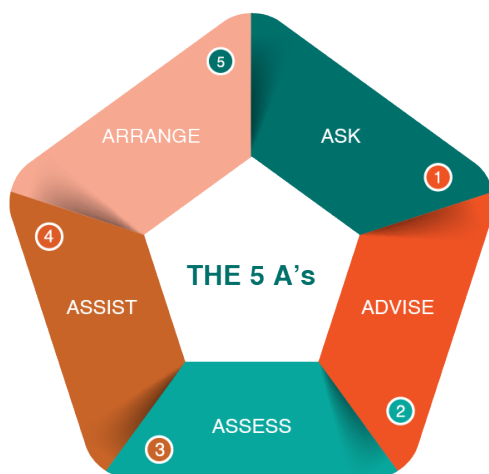 5
ARRANGE
ASK
1
4
THE 5 A's
ASSIST
ADVISE
2
ASSESS
3